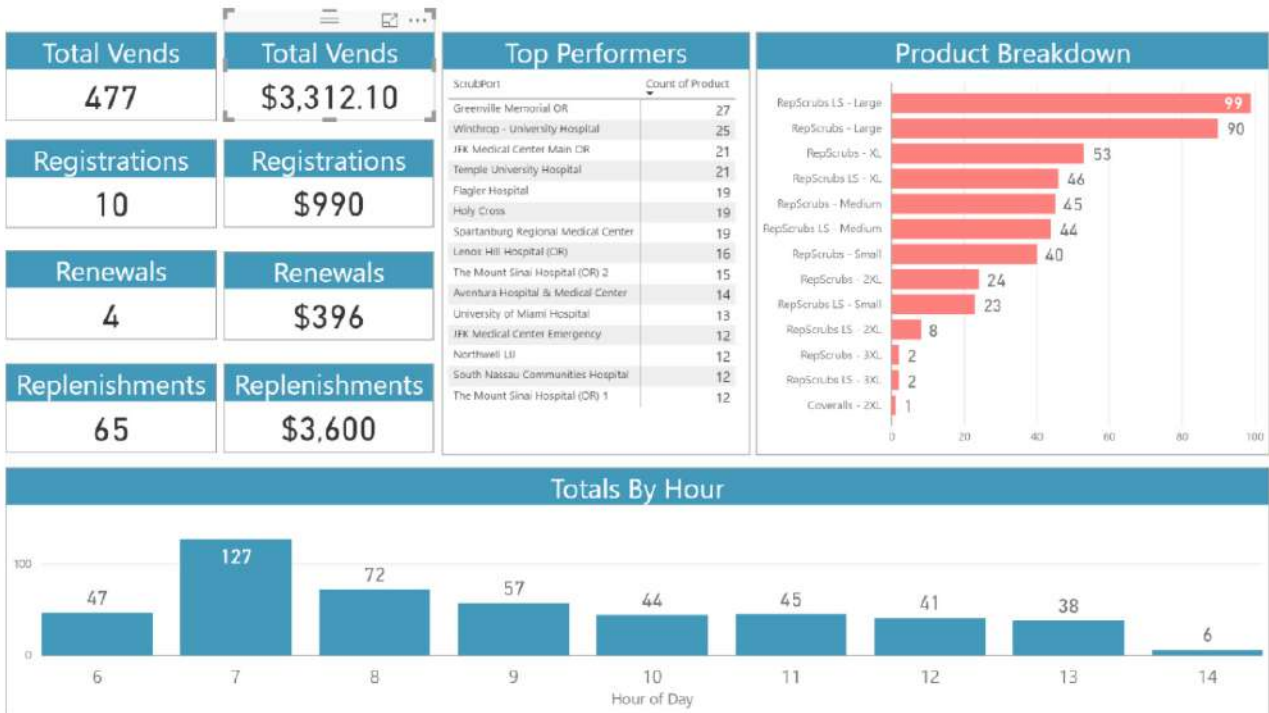 Total Vends
477
Total Vends
$3,312.10
Registrations
10
Registrations
$990
Renewals
4
Renewals
$396
Replenishments
65
Replenishments
$3,600
Top Performers
ScrubPort Count of Product
Greenville Memorial OR 27
Winthrop - University Hospital 25
JFK Medical Center Main OR 21
Temple University Hospital 21
Flagler Hospital 19
Holy Cross 19
Spartanburg Regional Medical Center 19
Lenox Hill Hospital (OR) 16
The Mount Sinai Hospital (OR) 2 15
Aventura Hospital & Medical Center 14
University of Miami Hospital 13
JFK Medical Center Emergency 12
Northwell LIJ 12
South Nassau Communities Hospital 12
The Mount Sinai Hospital (OR) 1 12
Product Breakdown
RepScrubs LS - Large 99
RepScrubs - Large 90
RepScrubs - XL 53
RepScrubs LS - XL 46
RepScrubs - Medium 45
RepScrubs LS - Medium 44
RepScrubs - Small 40
RepScrubs - 2XL 24
RepScrubs LS - Small 23
RepScrubs LS - 2XL 8
RepScrubs - 3XL 2
RepScrubs LS - 3XL 2
Coveralls - 2XL 1
0 20 40 60 80 100
Totals By Hour
100
0
47 127 72 57 44 45 41 38 6
6 7 8 9 10 11 12 13 14
Hour of Day